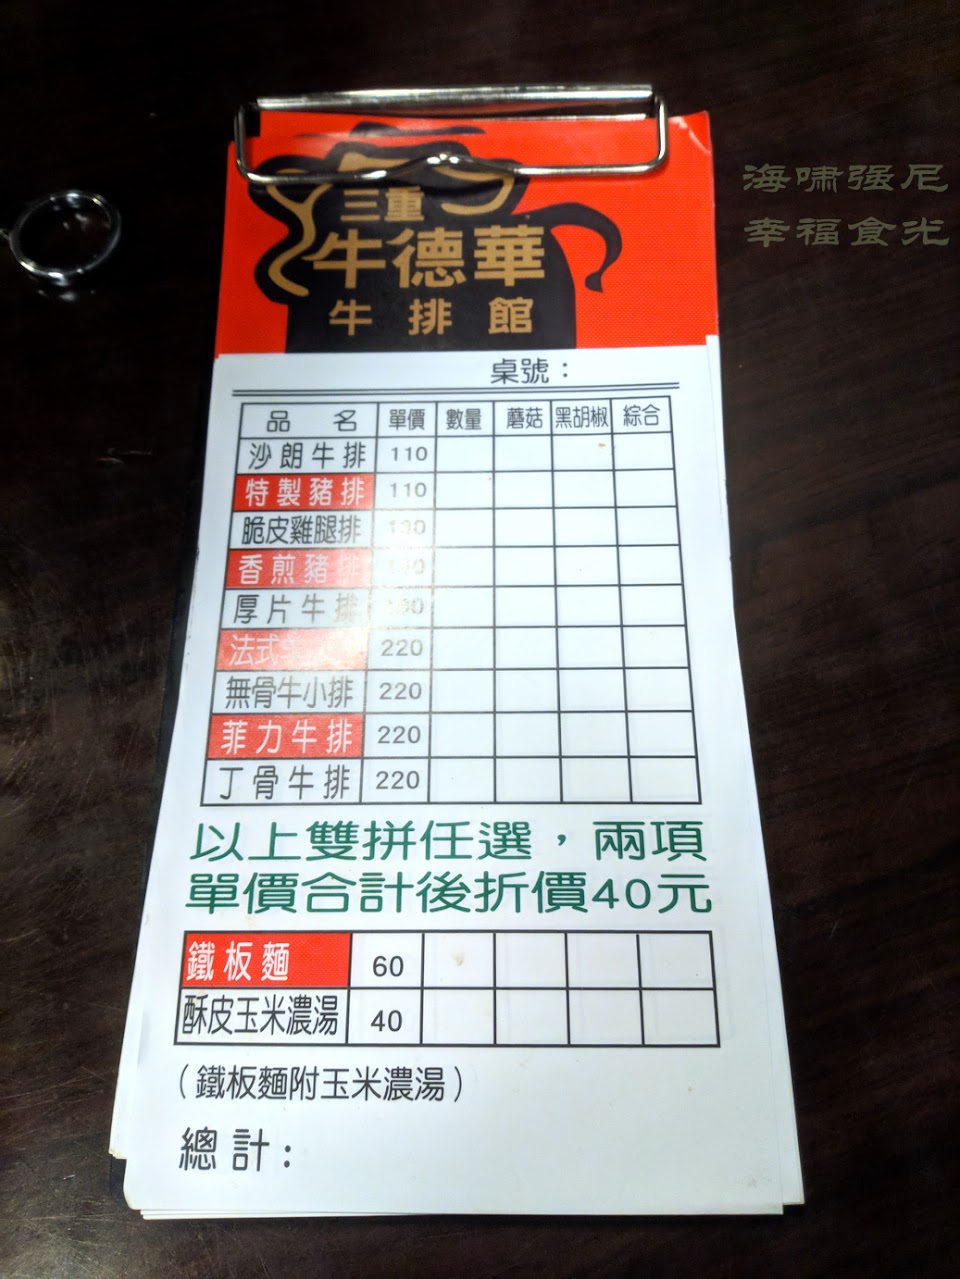 海嘯强尼
幸福食光
三重
牛德華
牛排館
桌號：
品名 單價 數量 蘑菇 黑胡椒 綜合
沙朗牛排 110
特製豬排 110
脆皮雞腿排
香煎豬排
厚片牛排
法式
無骨牛小排 220
菲力牛排 220
丁骨牛排 220
以上雙拼任選，兩項
單價合計後折價40元
鐵板麵 60
酥皮玉米濃湯 40
（鐵板麵附玉米濃湯）
總計：